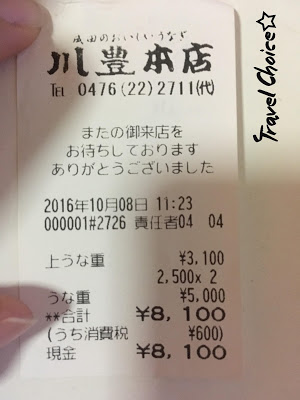 成田のおいしいうなぎ
川豊本店
TEL 0476(22)2711(代)
またの御来店を
お待ちしております
ありがとうございました
2016年10月08日 11:23
000001#2726 責任者04 04
上うな重 ¥3,100
2,500x 2
うな重 ¥5,000
**合計 ¥8,100
(うち消費税 ¥600)
現金 ¥8,100
Travel Choice☆